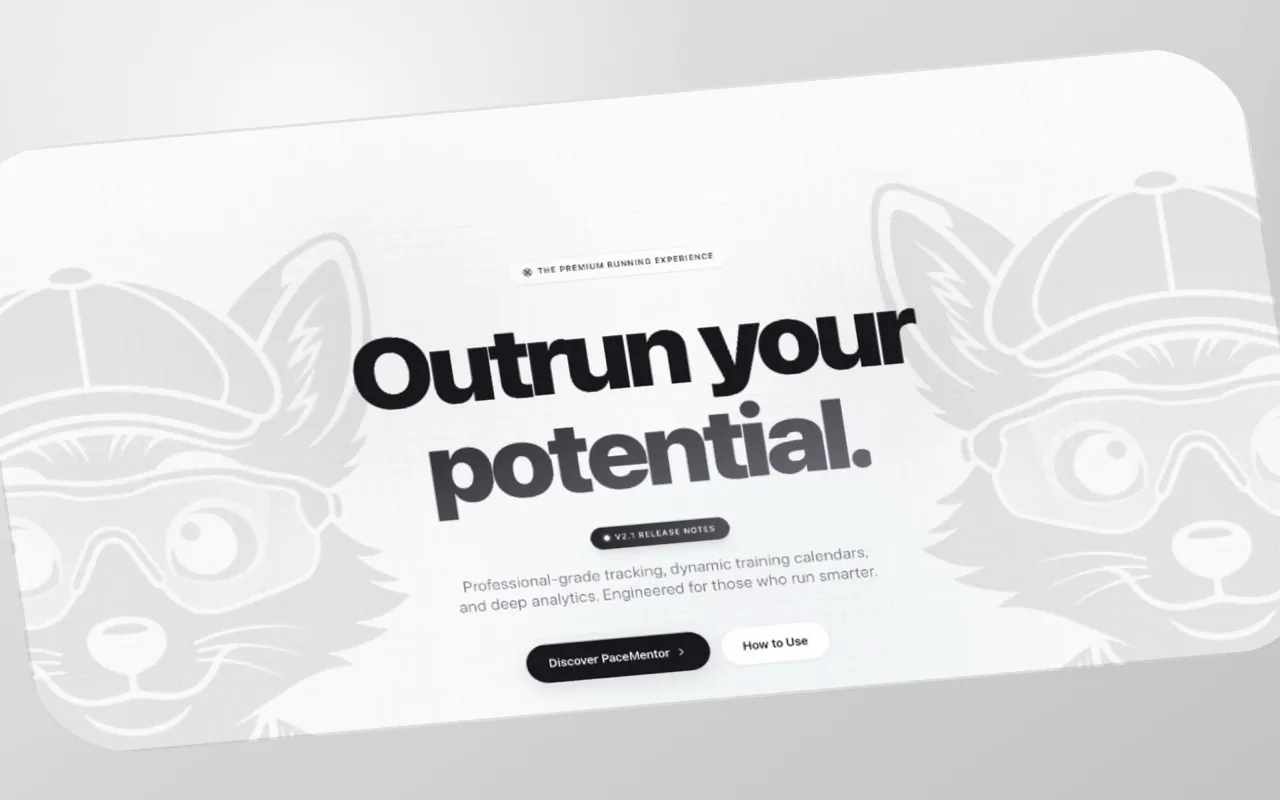 THE PREMIUM RUNNING EXPERIENCE
Outrun your
potential.
V2.1 RELEASE NOTES
Professional-grade tracking, dynamic training calendars,
and deep analytics. Engineered for those who run smarter.
Discover PaceMentor
How to Use